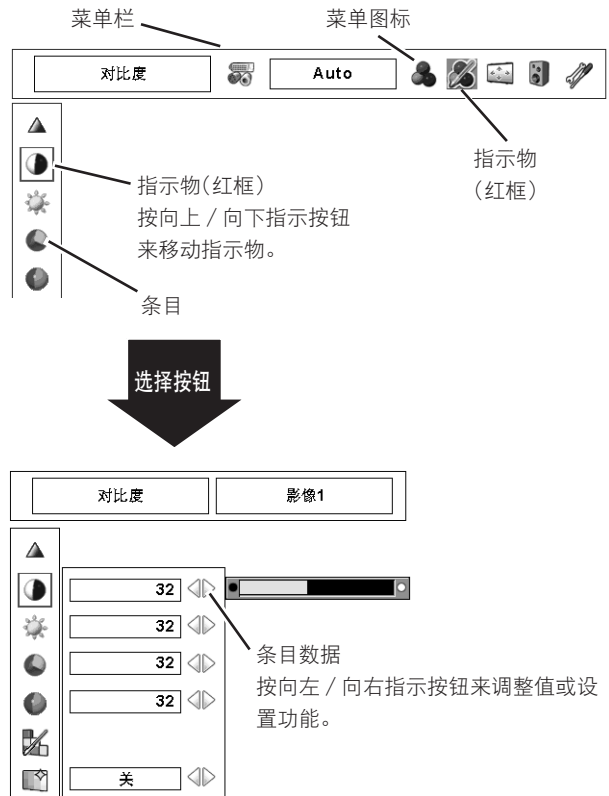 菜单栏
菜单图标
对比度
Auto
指示物(红框)
按向上 / 向下指示按钮
来移动指示物。
指示物
(红框)
条目
选择按钮
对比度
影像1
32
32
32
32
条目数据
按向左 / 向右指示按钮来调整值或设
置功能。
关